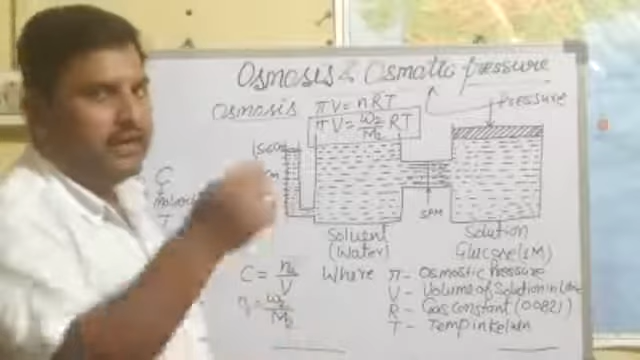 Osmosis & Osmotic pressure
Osmosis
πV = nRT
πV = W₂/M₂ RT
Pressure
C
T
SPM
Solvent
(Water)
Solution
Glucose (1M)
C = n₂/V
n₂ = W₂/M₂
Where π - Osmostic Pressure
V - Volume of Solution in Litre
R - Gas Constant (0.0821)
T - Temp in Kelvin